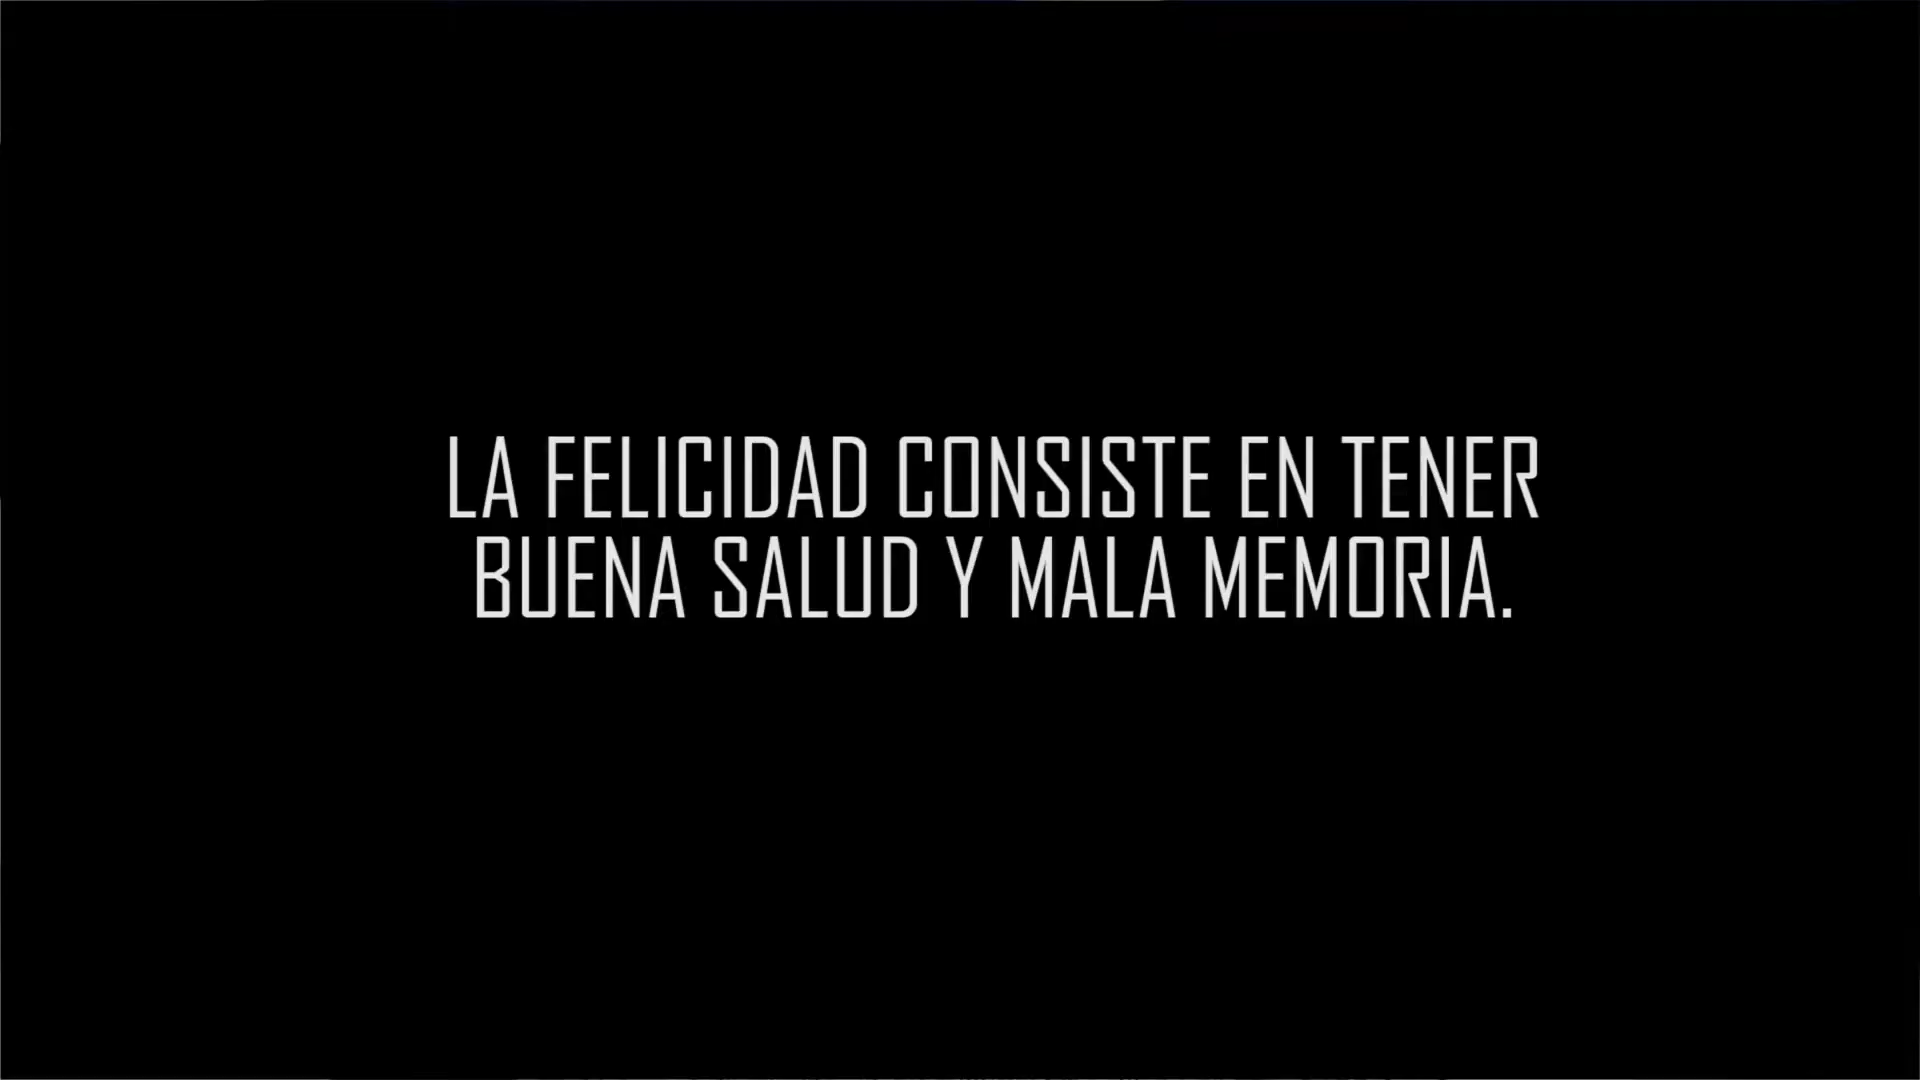 LA FELICIDAD CONSISTE EN TENER
BUENA SALUD Y MALA MEMORIA.